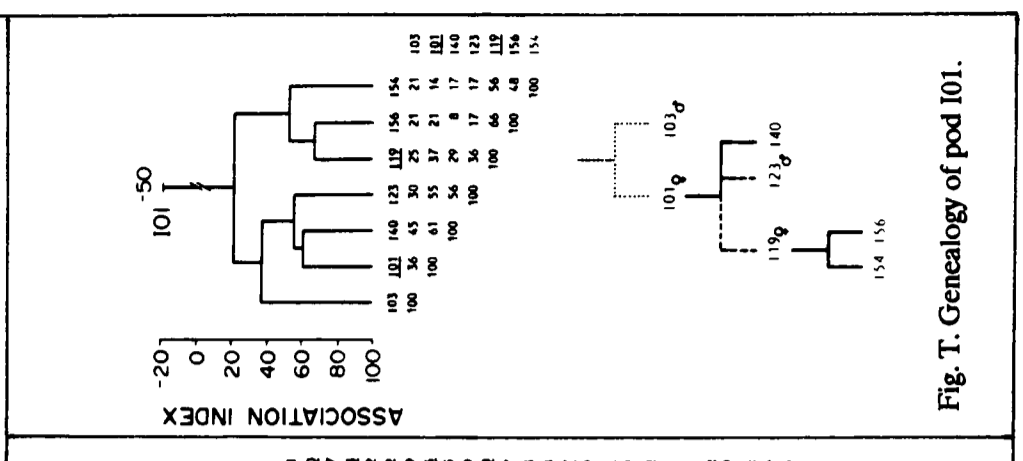 I01
-50
ASSOCIATION INDEX
-20
0
20
40
60
80
100
103 101 140 123 119 156 154
100 36 45 30 25 21 21 103
100 61 55 37 21 14 101
100 56 29 8 17 140
100 36 17 17 123
100 66 56 119
100 48 156
100 154
101♀ 103♂
119♀ 123♂ 140
154 156
Fig. T. Genealogy of pod I01.